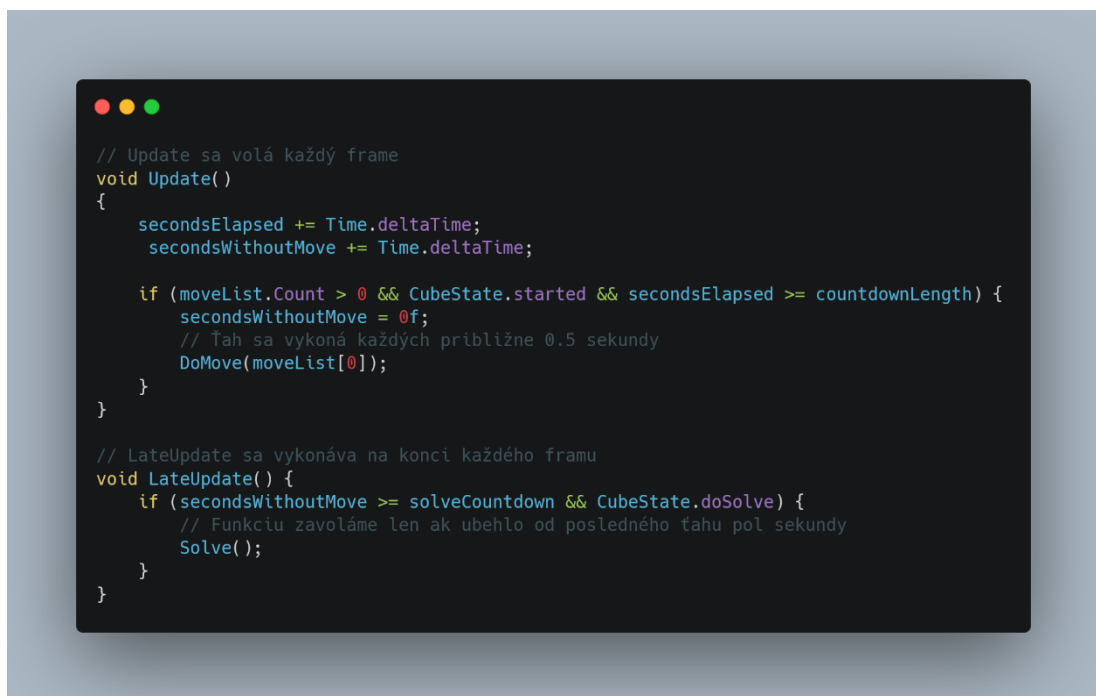 // Update sa volá každý frame
void Update()
{
    secondsElapsed += Time.deltaTime;
     secondsWithoutMove += Time.deltaTime;

    if (moveList.Count > 0 && CubeState.started && secondsElapsed >= countdownLength) {
        secondsWithoutMove = 0f;
        // Ťah sa vykoná každých približne 0.5 sekundy
        DoMove(moveList[0]);
    }
}

// LateUpdate sa vykonáva na konci každého framu
void LateUpdate() {
    if (secondsWithoutMove >= solveCountdown && CubeState.doSolve) {
        // Funkciu zavoláme len ak ubehlo od posledného ťahu pol sekundy
        Solve();
    }
}